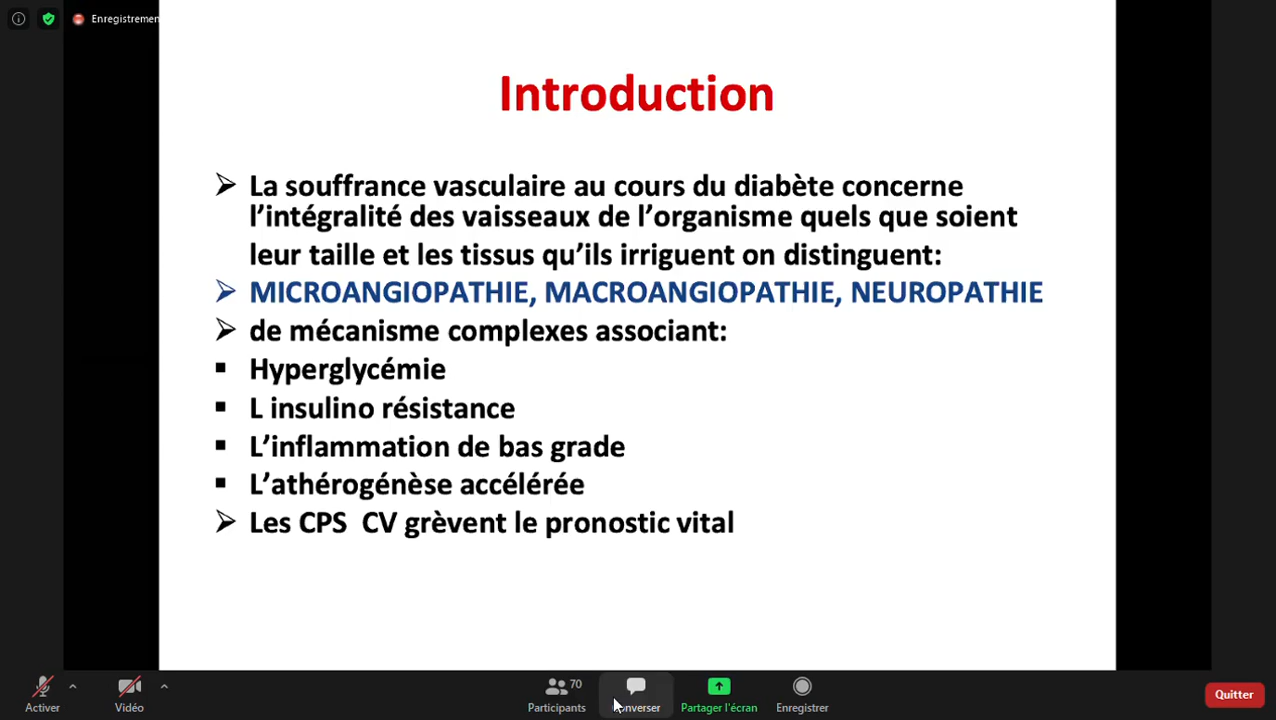 Enregistremen
Introduction
La souffrance vasculaire au cours du diabète concerne
l’intégralité des vaisseaux de l’organisme quels que soient
leur taille et les tissus qu’ils irriguent on distinguent:
MICROANGIOPATHIE, MACROANGIOPATHIE, NEUROPATHIE
de mécanisme complexes associant:
Hyperglycémie
L insulino résistance
L’inflammation de bas grade
L’athérogénèse accélérée
Les CPS CV grèvent le pronostic vital
70
Activer Vidéo Participants Converser Partager l'écran Enregistrer Quitter